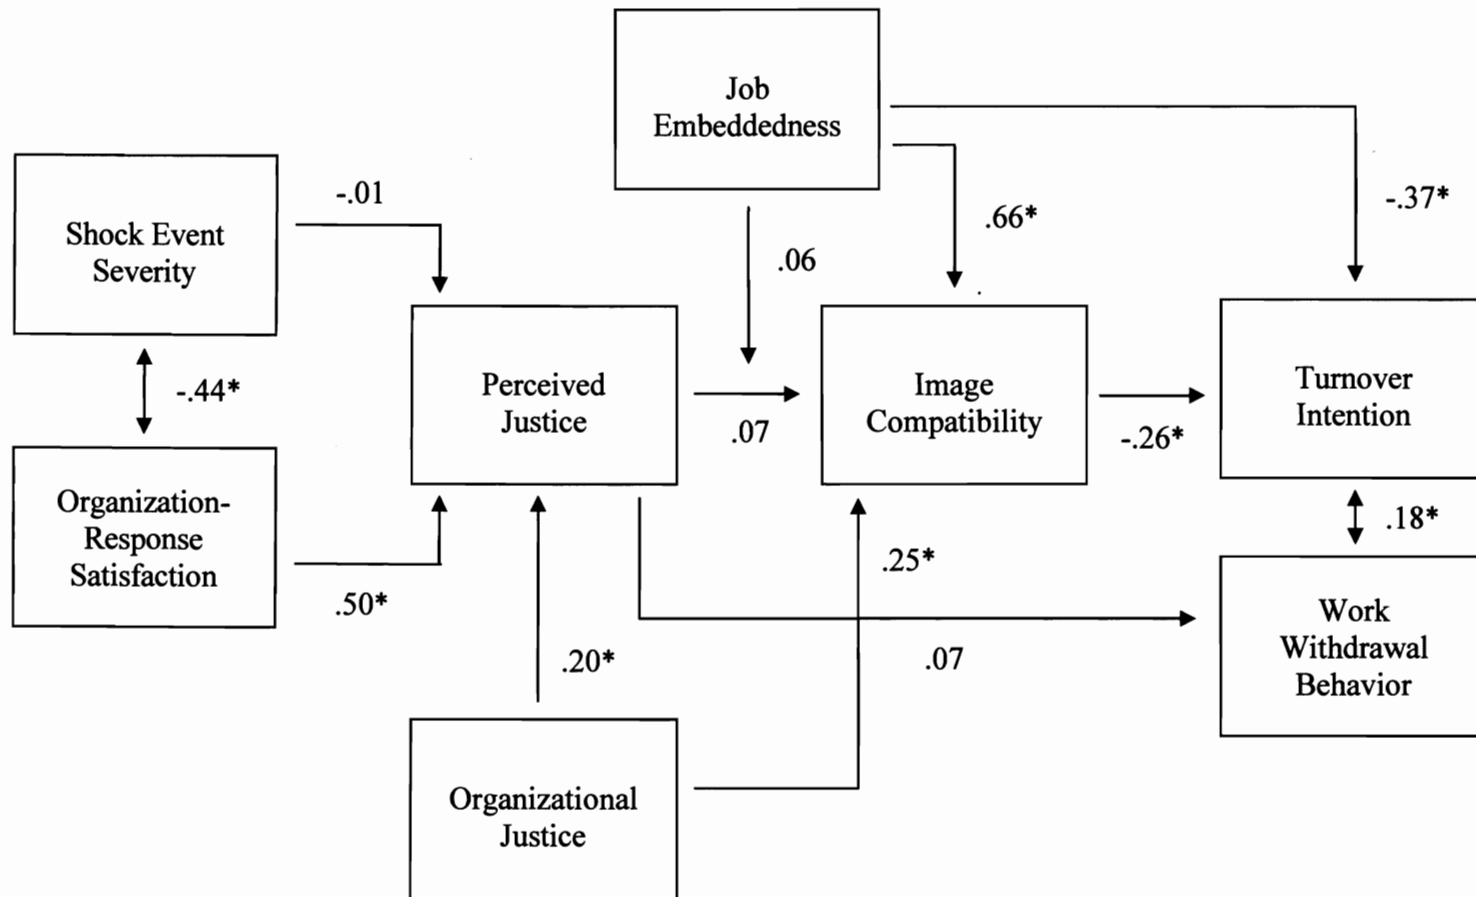 Job
Embeddedness
-.01
-.37*
Shock Event
Severity
.66*
.06
-.44*
Perceived
Justice
.07
Image
Compatibility
-.26*
Turnover
Intention
Organization-
Response
Satisfaction
.50*
.18*
.25*
.20*
.07
Work
Withdrawal
Behavior
Organizational
Justice